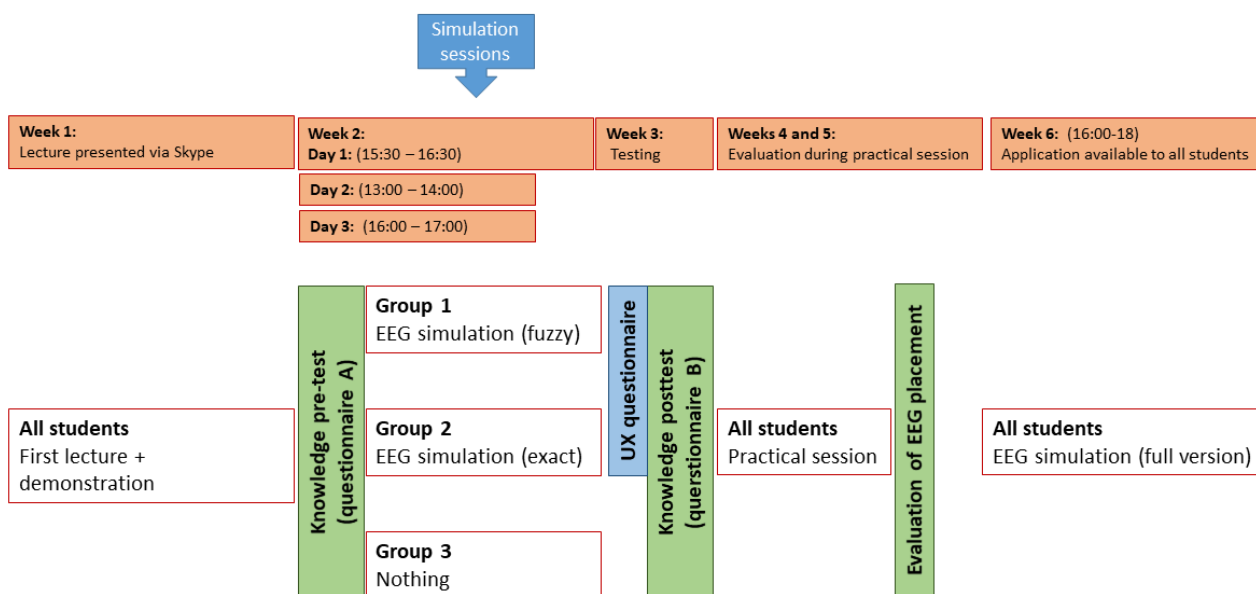 Simulation
sessions
Week 1:
Lecture presented via Skype
Week 2:
Day 1: (15:30 – 16:30)
Week 3:
Testing
Weeks 4 and 5:
Evaluation during practical session
Week 6: (16:00-18)
Application available to all students
Day 2: (13:00 – 14:00)
Day 3: (16:00 – 17:00)
All students
First lecture +
demonstration
Knowledge pre-test
(questionnaire A)
Group 1
EEG simulation (fuzzy)
Group 2
EEG simulation (exact)
Group 3
Nothing
UX questionnaire
Knowledge posttest
(querstionnaire B)
All students
Practical session
Evaluation of EEG placement
All students
EEG simulation (full version)